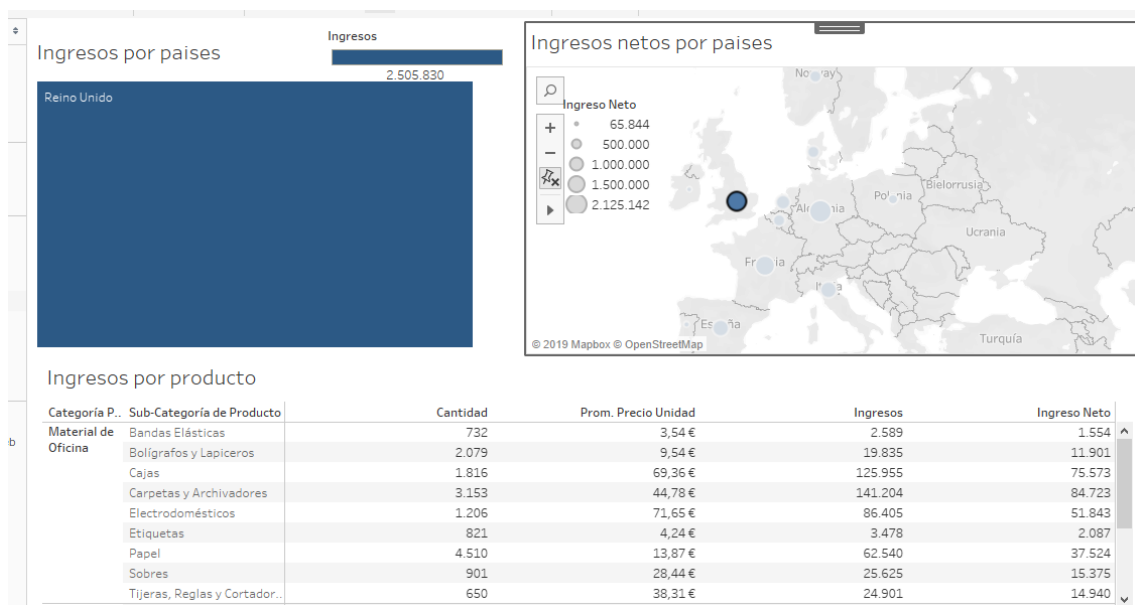 Ingresos por paises
Ingresos
2.505.830
Reino Unido
Ingresos netos por paises
Ingreso Neto
65.844
500.000
1.000.000
1.500.000
2.125.142
Polonia
Bielorrusia
Ucrania
Turquía
© 2019 Mapbox © OpenStreetMap
Ingresos por producto
Categoría P.. Sub-Categoría de Producto Cantidad Prom. Precio Unidad Ingresos Ingreso Neto
Material de Oficina Bandas Elásticas 732 3,54 € 2.589 1.554
Bolígrafos y Lapiceros 2.079 9,54 € 19.835 11.901
Cajas 1.816 69,36 € 125.955 75.573
Carpetas y Archivadores 3.153 44,78 € 141.204 84.723
Electrodomésticos 1.206 71,65 € 86.405 51.843
Etiquetas 821 4,24 € 3.478 2.087
Papel 4.510 13,87 € 62.540 37.524
Sobres 901 28,44 € 25.625 15.375
Tijeras, Reglas y Cortador.. 650 38,31 € 24.901 14.940